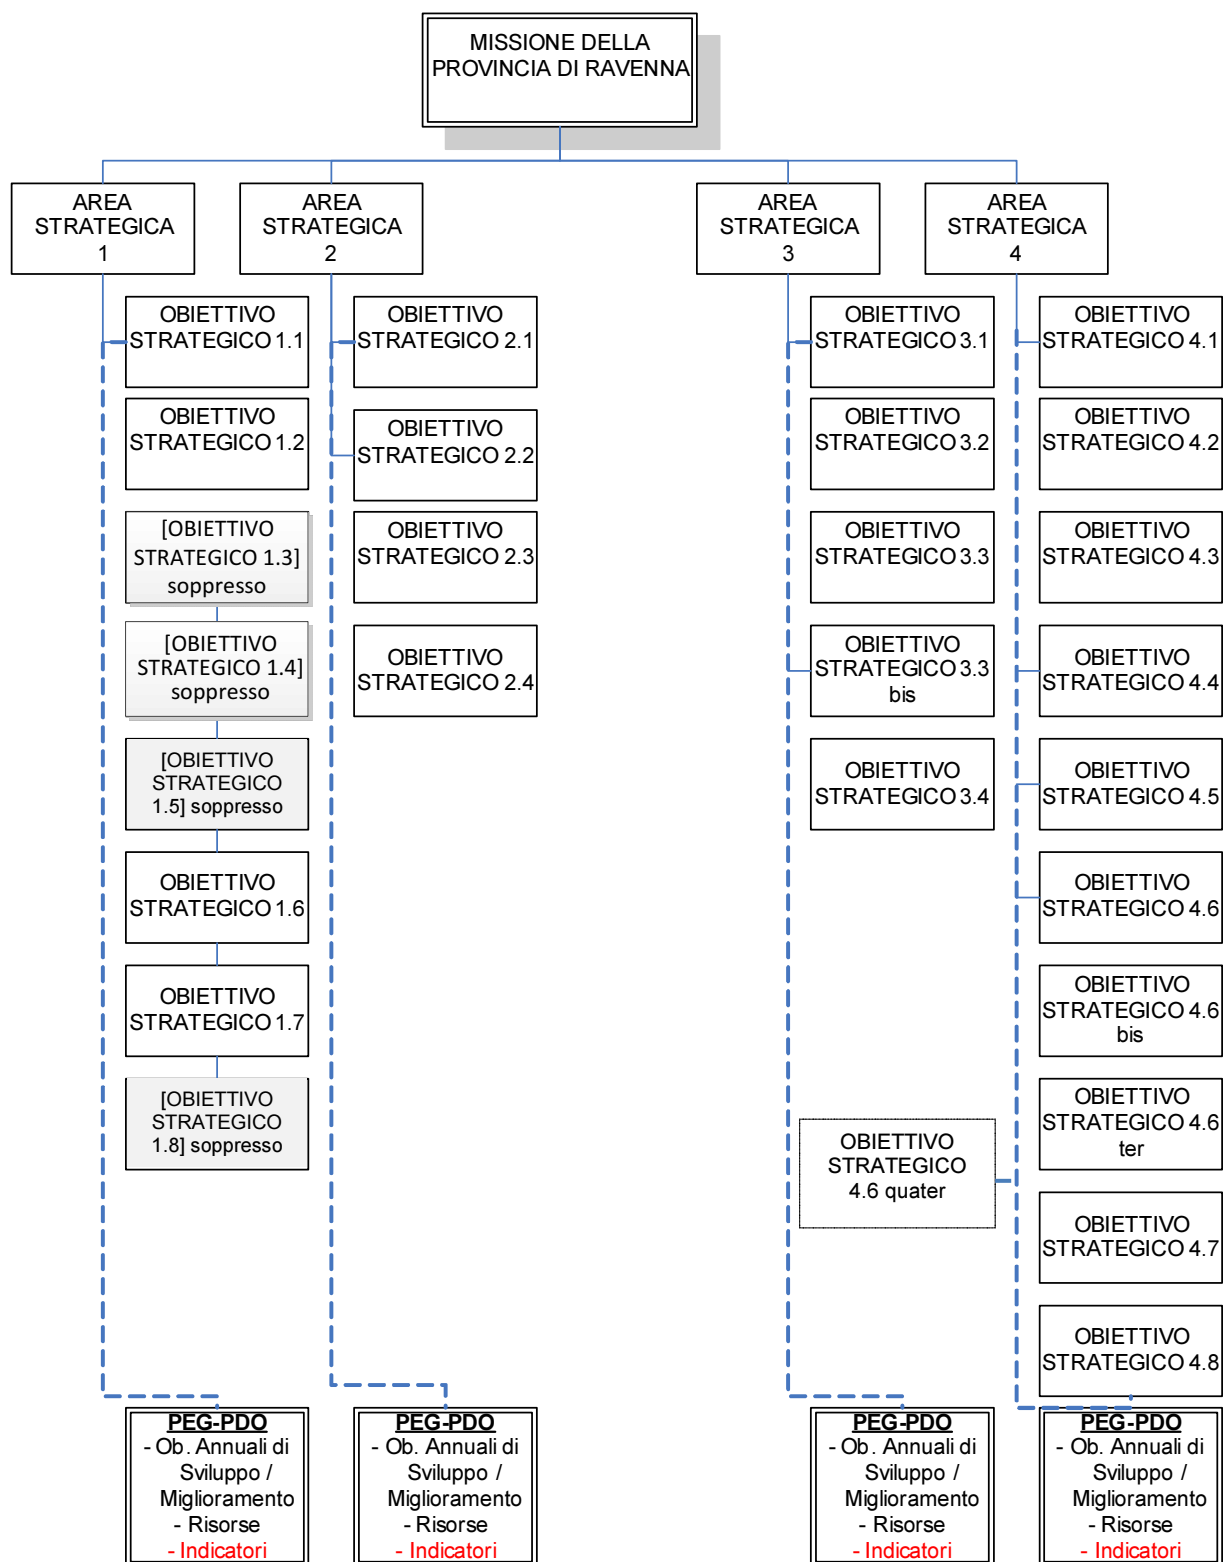 MISSIONE DELLA
PROVINCIA DI RAVENNA
AREA
STRATEGICA
1
AREA
STRATEGICA
2
AREA
STRATEGICA
3
AREA
STRATEGICA
4
OBIETTIVO
STRATEGICO 1.1
OBIETTIVO
STRATEGICO 1.2
[OBIETTIVO
STRATEGICO 1.3]
soppresso
[OBIETTIVO
STRATEGICO 1.4]
soppresso
[OBIETTIVO
STRATEGICO
1.5] soppresso
OBIETTIVO
STRATEGICO 1.6
OBIETTIVO
STRATEGICO 1.7
[OBIETTIVO
STRATEGICO
1.8] soppresso
OBIETTIVO
STRATEGICO 2.1
OBIETTIVO
STRATEGICO 2.2
OBIETTIVO
STRATEGICO 2.3
OBIETTIVO
STRATEGICO 2.4
OBIETTIVO
STRATEGICO 3.1
OBIETTIVO
STRATEGICO 3.2
OBIETTIVO
STRATEGICO 3.3
OBIETTIVO
STRATEGICO 3.3
bis
OBIETTIVO
STRATEGICO 3.4
OBIETTIVO
STRATEGICO
4.6 quater
OBIETTIVO
STRATEGICO 4.1
OBIETTIVO
STRATEGICO 4.2
OBIETTIVO
STRATEGICO 4.3
OBIETTIVO
STRATEGICO 4.4
OBIETTIVO
STRATEGICO 4.5
OBIETTIVO
STRATEGICO 4.6
OBIETTIVO
STRATEGICO 4.6
bis
OBIETTIVO
STRATEGICO 4.6
ter
OBIETTIVO
STRATEGICO 4.7
OBIETTIVO
STRATEGICO 4.8
PEG-PDO
- Ob. Annuali di
Sviluppo /
Miglioramento
- Risorse
- Indicatori
PEG-PDO
- Ob. Annuali di
Sviluppo /
Miglioramento
- Risorse
- Indicatori
PEG-PDO
- Ob. Annuali di
Sviluppo /
Miglioramento
- Risorse
- Indicatori
PEG-PDO
- Ob. Annuali di
Sviluppo /
Miglioramento
- Risorse
- Indicatori